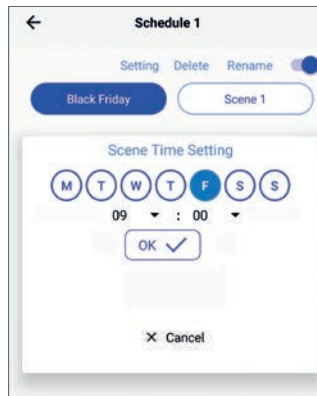 Schedule 1
Setting Delete Rename
Black Friday Scene 1
Scene Time Setting
M T W T F S S
09 : 00
OK
Cancel